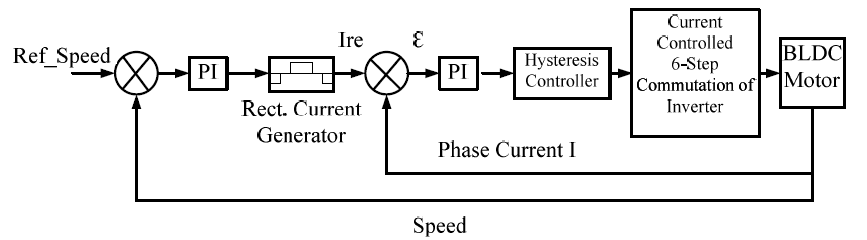 Ref_Speed
PI
Rect. Current
Generator
Ire
ε
PI
Hysteresis
Controller
Current
Controlled
6-Step
Commutation of
Inverter
BLDC
Motor
Phase Current I
Speed